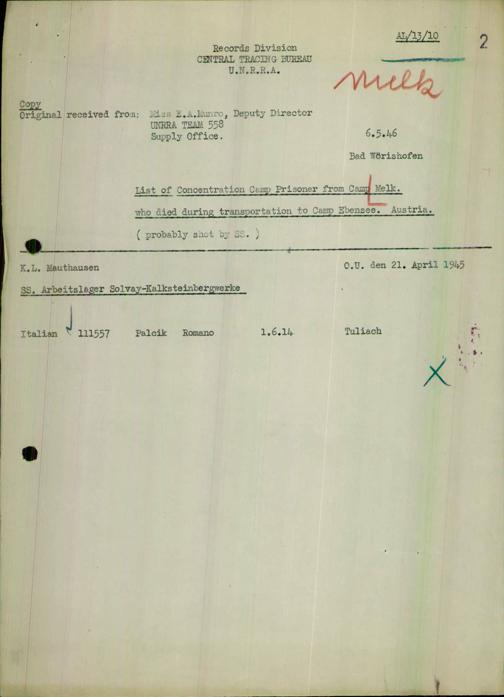 AL/13/10
2
Records Division
CENTRAL TRACING BUREAU
U.N.R.R.A.
Melk
Copy
Original received from: Miss E.A.Munro, Deputy Director
UNRRA TEAM 558
Supply Office.
6.5.46
Bad Wörishofen
List of Concentration Camp Prisoner from Camp Melk.
who died during transportation to Camp Ebensee. Austria.
( probably shot by SS. )
K.L. Mauthausen
O.U. den 21. April 1945
SS. Arbeitslager Solvay-Kalksteinbergwerke
Italian 111557 Palcik Romano 1.6.14 Tuliach
X